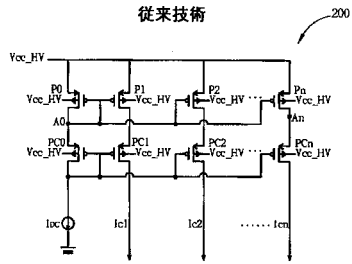 従来技術
200
Vcc_HV
P0 P1 P2 Pn
Vcc_HV Vcc_HV Vcc_HV Vcc_HV
A0 An
PC0 PC1 PC2 PCn
Vcc_HV Vcc_HV Vcc_HV Vcc_HV
IDC Ic1 Ic2 Icn